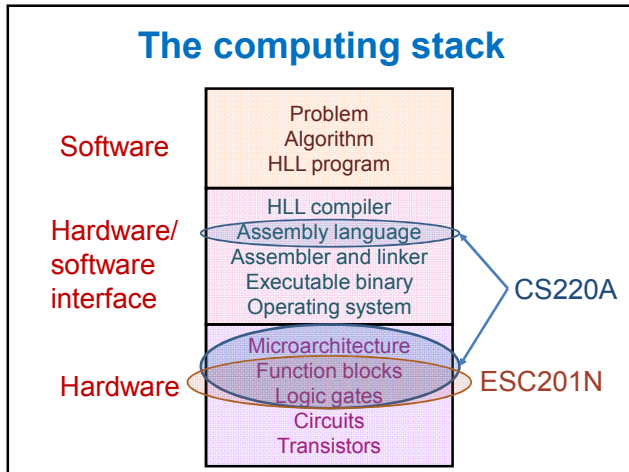 The computing stack
Software
Problem
Algorithm
HLL program
Hardware/
software
interface
HLL compiler
Assembly language
Assembler and linker
Executable binary
Operating system
CS220A
Hardware
Microarchitecture
Function blocks
Logic gates
Circuits
Transistors
ESC201N